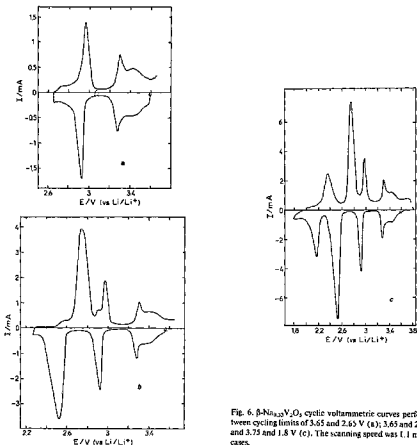 1.5
1.0
0.5
0
-0.5
-1.0
-1.5
I/mA
a
2.6 3 3.4
E/V (vs Li/Li+)
4
3
2
1
0
-1
-2
-3
I/mA
b
2.6 3 3.4
E/V (vs Li/Li+)
6
4
2
0
-2
-4
-6
I/mA
c
1.8 2.2 2.6 3 3.4 3.8
E/V (vs Li/Li+)
Fig. 6. β-Na0.33V2O5 cyclic voltammetric curves perf
tween cycling limits of 3.65 and 2.65 V (a); 3.65 and 2
and 3.75 and 1.8 V (c). The scanning speed was 1.1 m
cases.